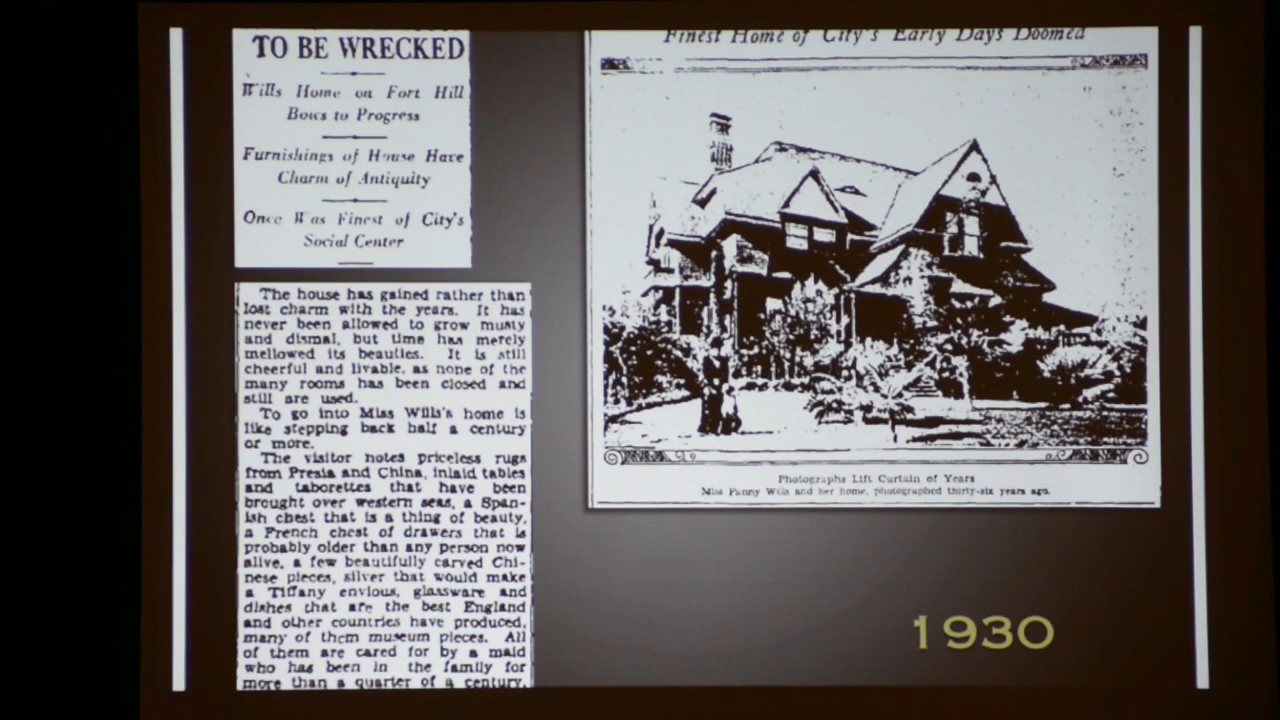 TO BE WRECKED
Wills Home on Fort Hill
Bows to Progress
Furnishings of House Have
Charm of Antiquity
Once Was Finest of City's
Social Center
The house has gained rather than
lost charm with the years. It has
never been allowed to grow musty
and dismal, but time has merely
mellowed its beauties. It is still
cheerful and livable, as none of the
many rooms has been closed and
still are used.
To go into Miss Wills's home is
like stepping back half a century
or more.
The visitor notes priceless rugs
from Presia and China, inlaid tables
and taborettes that have been
brought over western seas, a Span-
ish chest that is a thing of beauty,
a French chest of drawers that is
probably older than any person now
alive, a few beautifully carved Chi-
nese pieces, silver that would make
a Tiffany envious, glassware and
dishes that are the best England
and other countries have produced,
many of them museum pieces. All
of them are cared for by a maid
who has been in the family for
more than a quarter of a century.
Finest Home of City's Early Days Doomed
Photographs Lift Curtain of Years
Miss Fanny Wills and her home, photographed thirty-six years ago.
1930